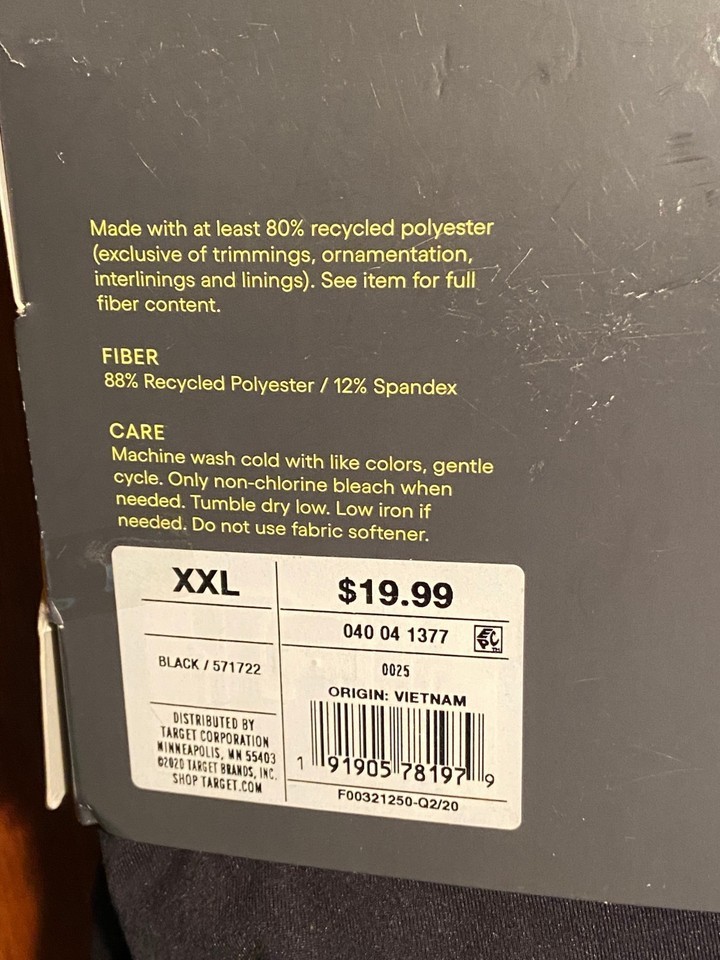 Made with at least 80% recycled polyester
(exclusive of trimmings, ornamentation,
interlinings and linings). See item for full
fiber content.
FIBER
88% Recycled Polyester / 12% Spandex
CARE
Machine wash cold with like colors, gentle
cycle. Only non-chlorine bleach when
needed. Tumble dry low. Low iron if
needed. Do not use fabric softener.
XXL
BLACK / 571722
DISTRIBUTED BY
TARGET CORPORATION
MINNEAPOLIS, MN 55403
©2020 TARGET BRANDS, INC.
SHOP TARGET.COM
$19.99
040 04 1377
EPC™
0025
ORIGIN: VIETNAM
1 91905 78197 9
F00321250-Q2/20